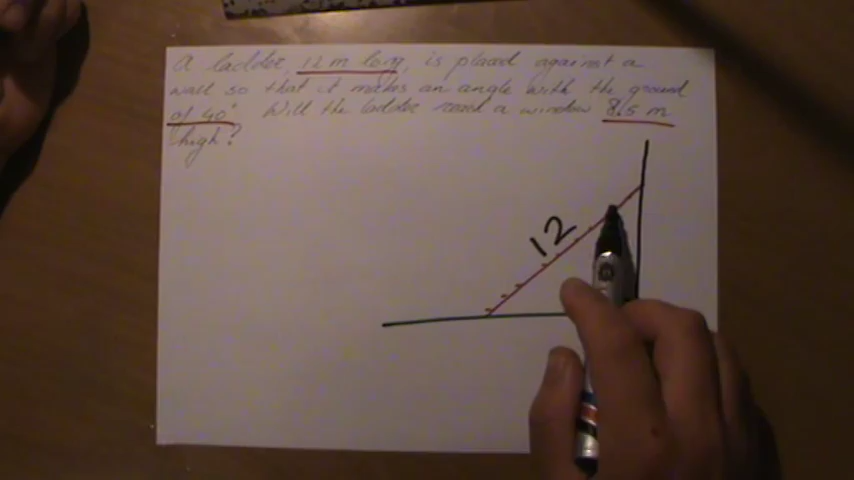 A ladder, 12 m long, is placed against a
wall so that it makes an angle with the ground
of 40° Will the ladder reach a window 8.5 m
high?
12